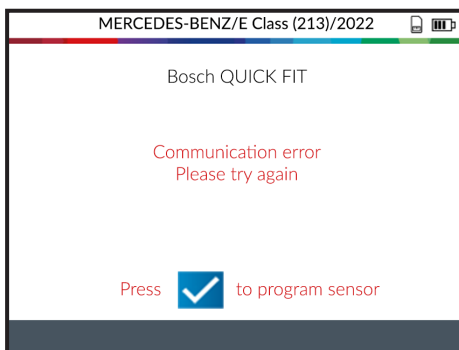 MERCEDES-BENZ/E Class (213)/2022
Bosch QUICK FIT
Communication error
Please try again
Press to program sensor